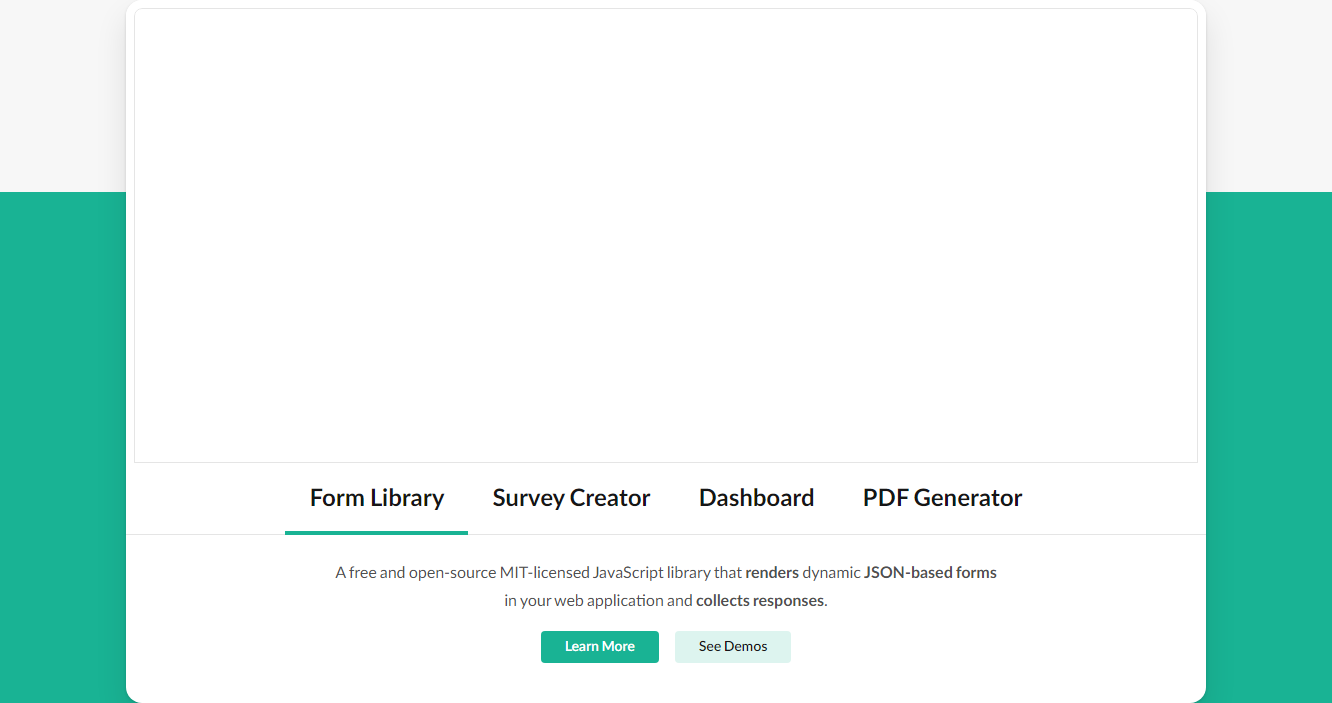 Form Library Survey Creator Dashboard PDF Generator
A free and open-source MIT-licensed JavaScript library that renders dynamic JSON-based forms
in your web application and collects responses.
Learn More See Demos